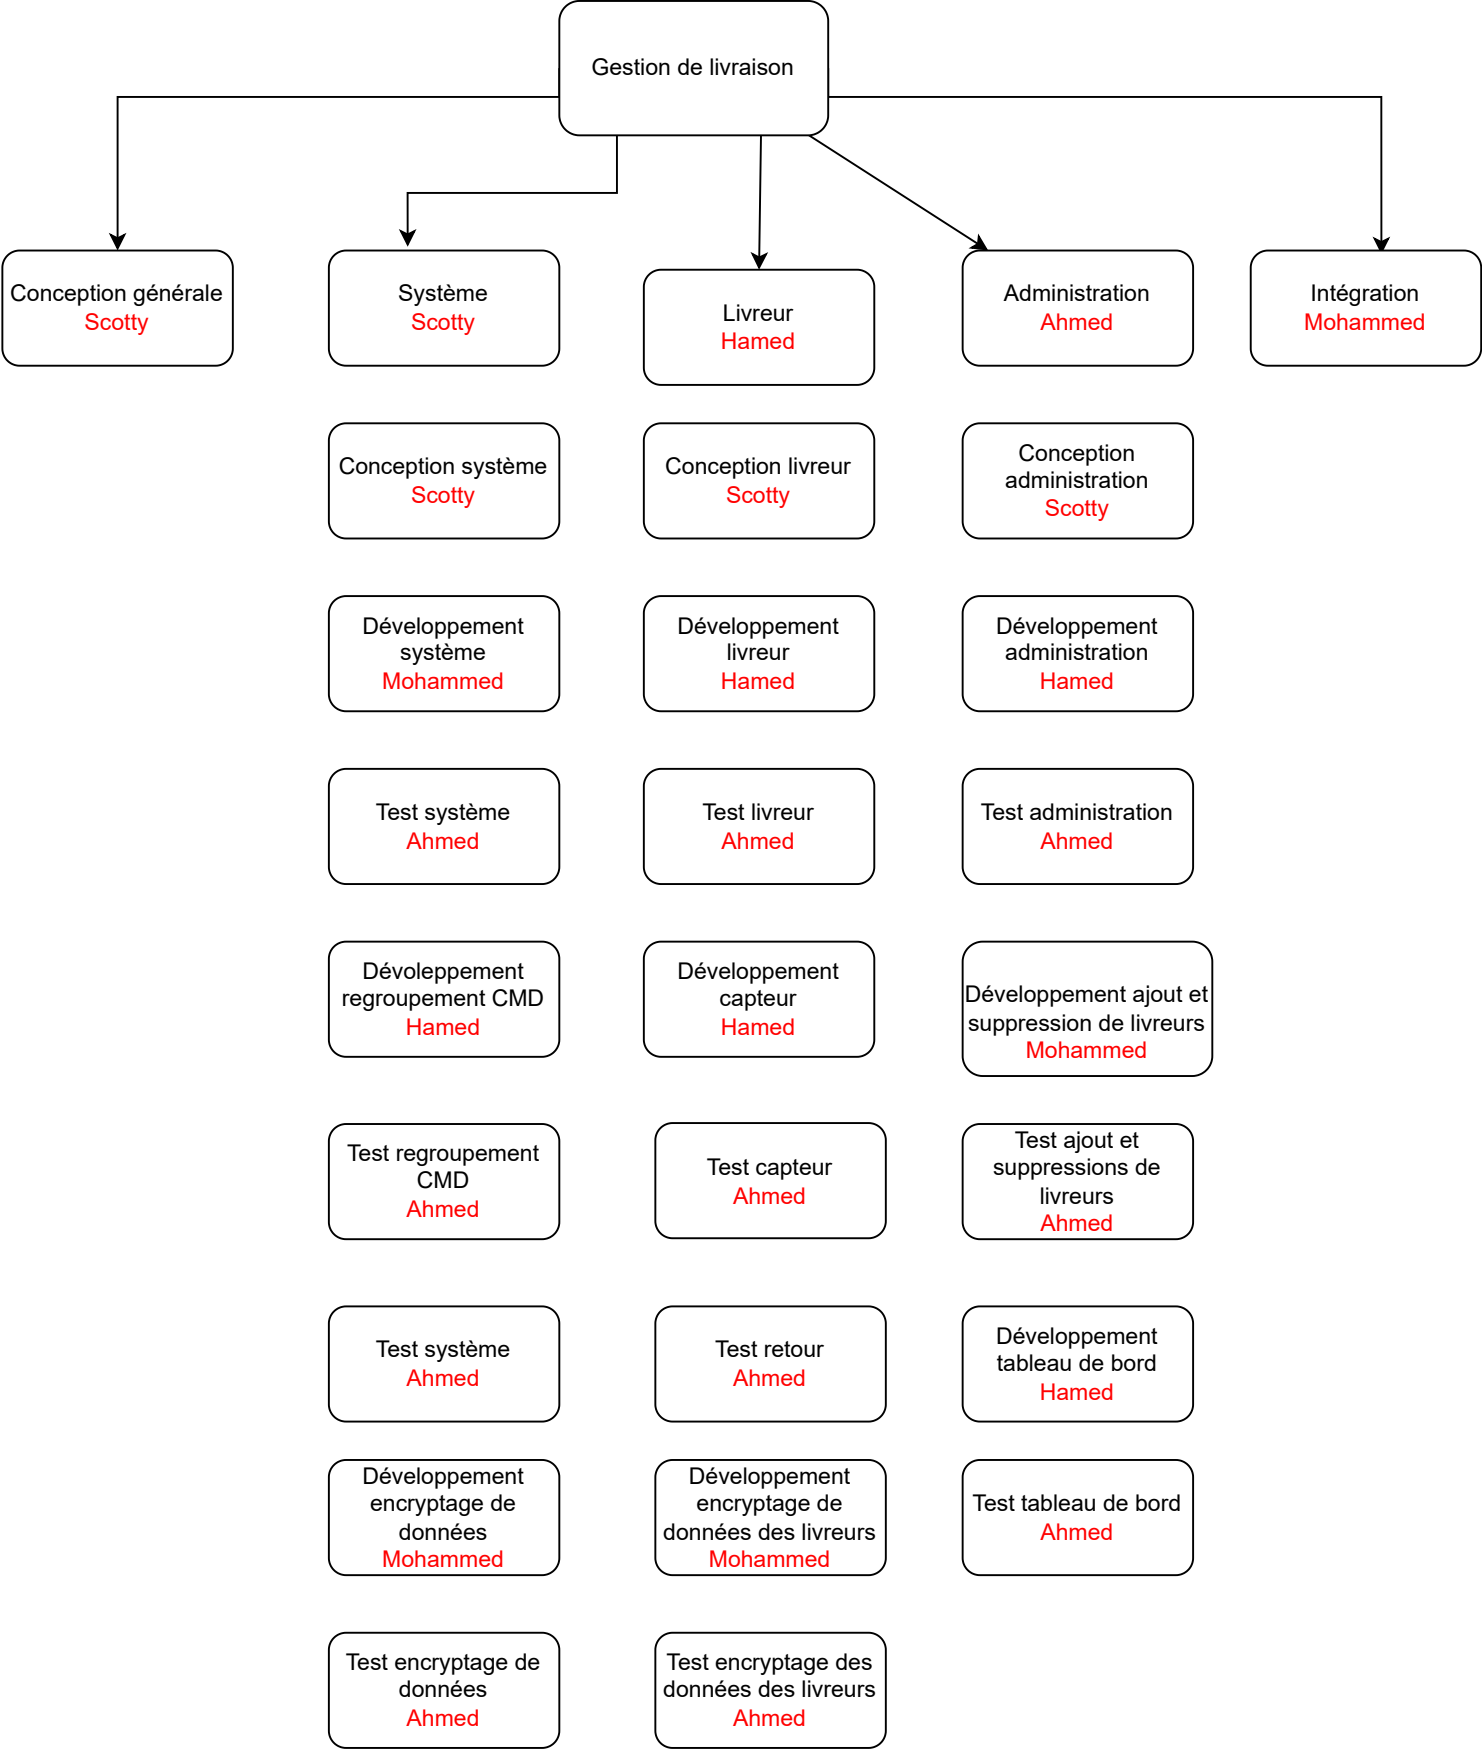 Gestion de livraison
Conception générale
Scotty
Système
Scotty
Livreur
Hamed
Administration
Ahmed
Intégration
Mohammed
Conception système
Scotty
Conception livreur
Scotty
Conception
administration
Scotty
Développement
système
Mohammed
Développement
livreur
Hamed
Développement
administration
Hamed
Test système
Ahmed
Test livreur
Ahmed
Test administration
Ahmed
Dévoleppement
regroupement CMD
Hamed
Développement
capteur
Hamed
Développement ajout et
suppression de livreurs
Mohammed
Test regroupement
CMD
Ahmed
Test capteur
Ahmed
Test ajout et
suppressions de
livreurs
Ahmed
Test système
Ahmed
Test retour
Ahmed
Développement
tableau de bord
Hamed
Développement
encryptage de
données
Mohammed
Développement
encryptage de
données des livreurs
Mohammed
Test tableau de bord
Ahmed
Test encryptage de
données
Ahmed
Test encryptage des
données des livreurs
Ahmed